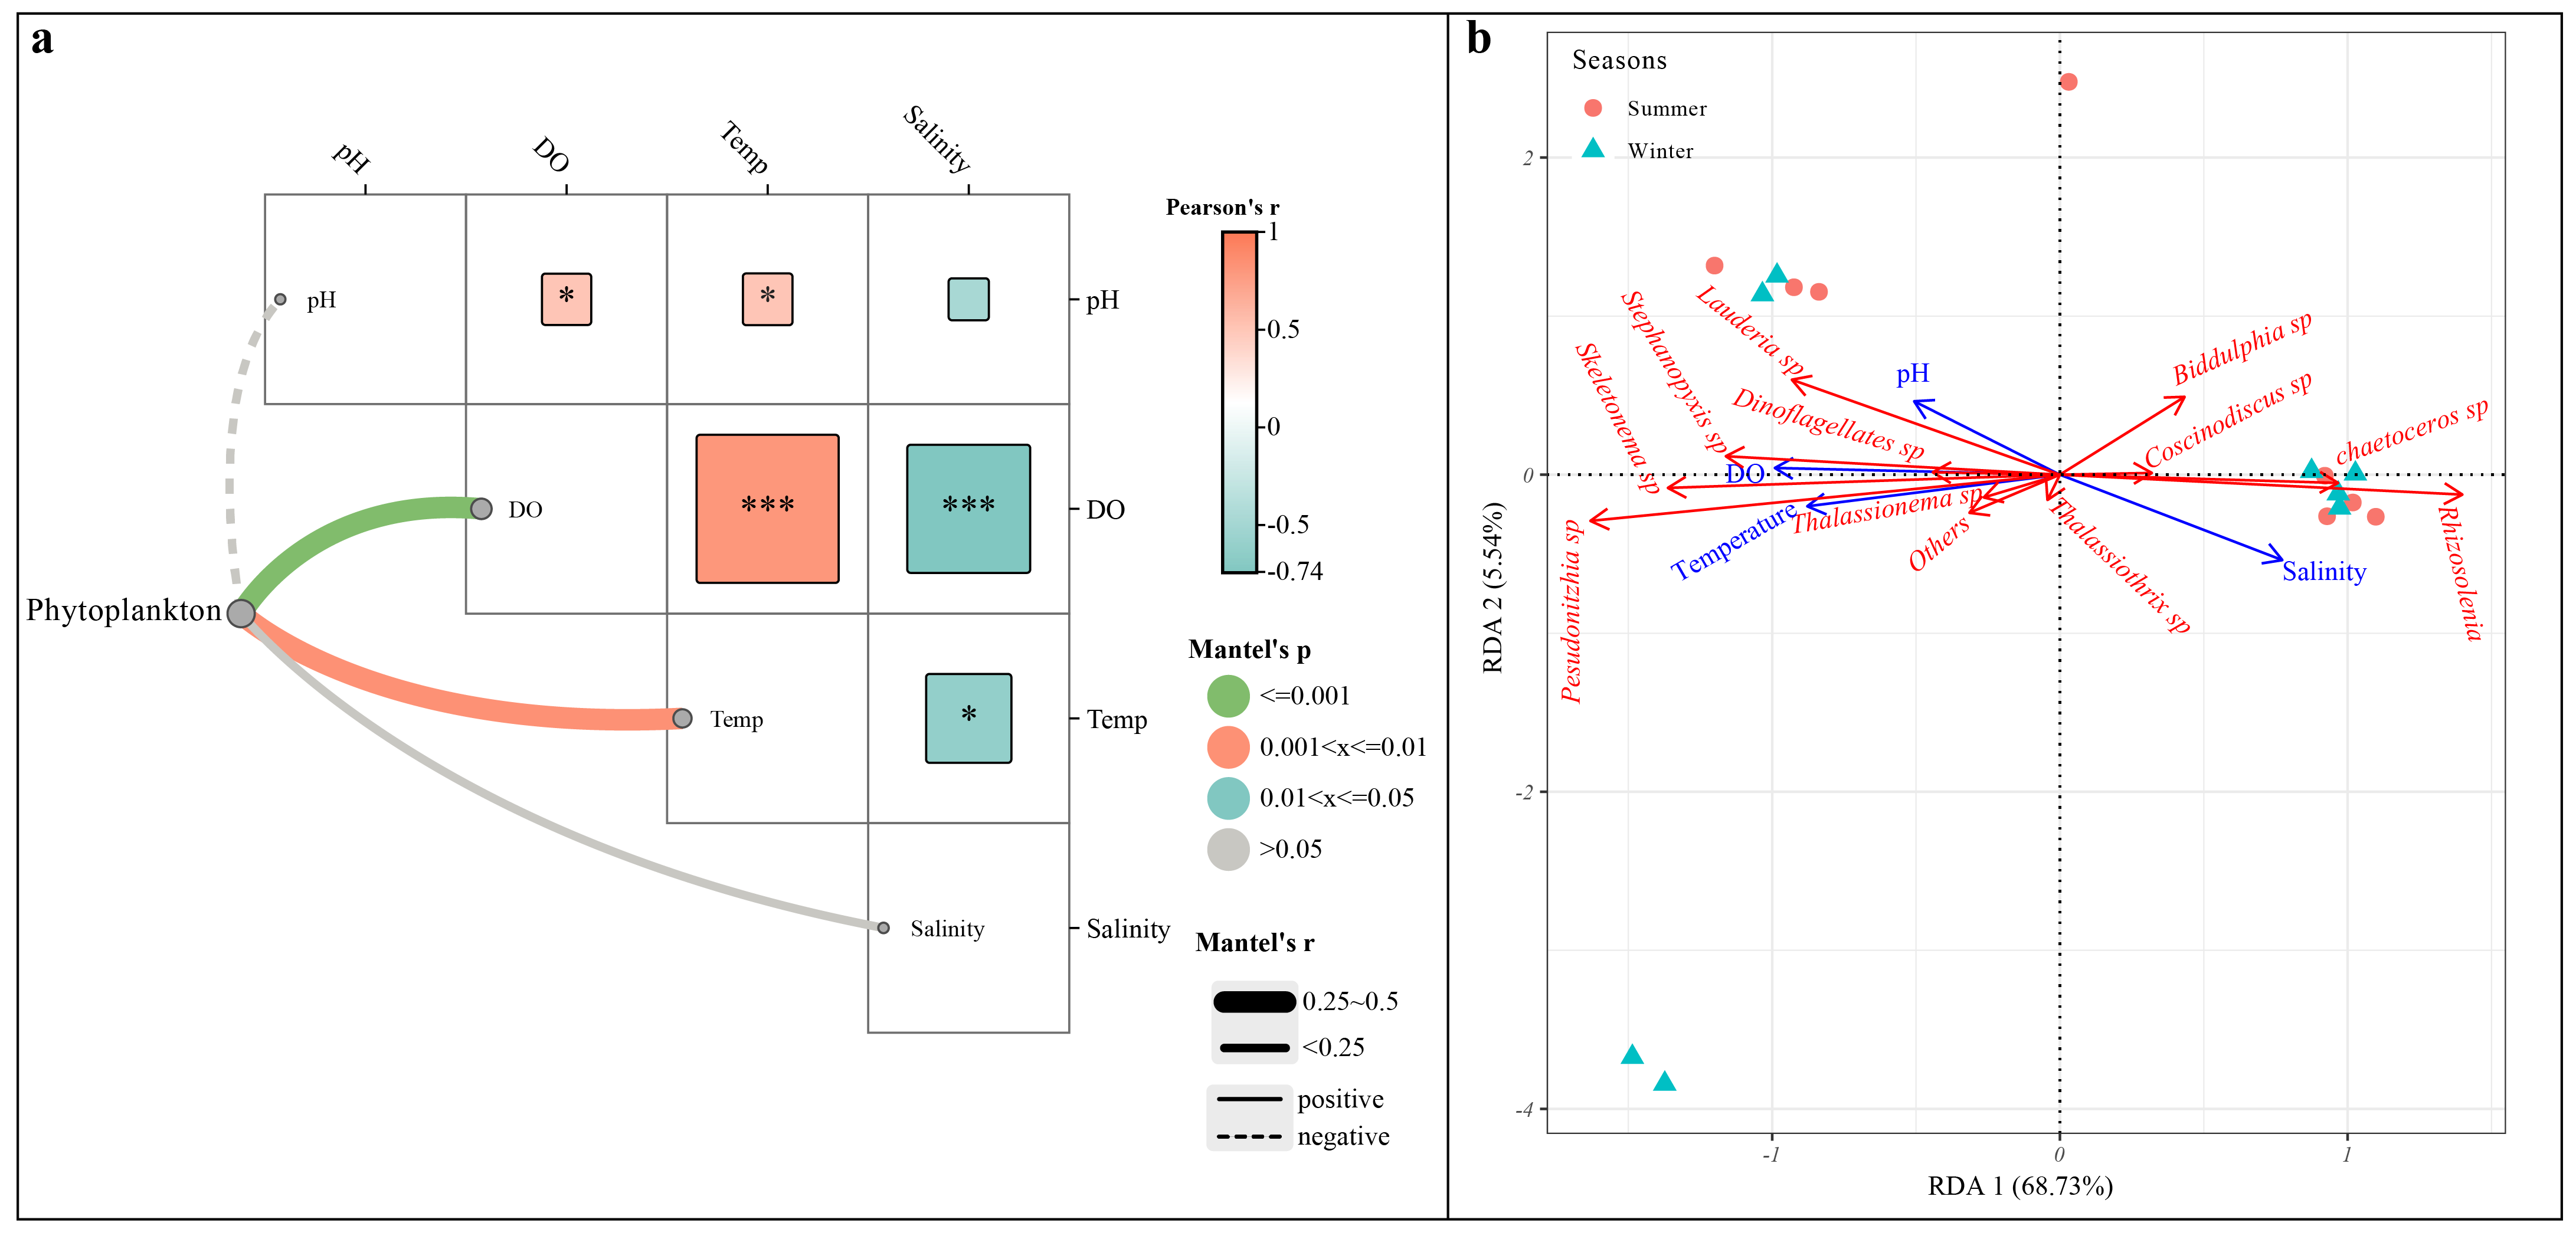 a
pH
DO
Temp
Salinity
pH
*
*
pH
DO
***
***
DO
Phytoplankton
Temp
*
Temp
Salinity
Salinity
Pearson's r
1
0.5
0
-0.5
-0.74
Mantel's p
<=0.001
0.001<x<=0.01
0.01<x<=0.05
>0.05
Mantel's r
0.25~0.5
<0.25
positive
negative
b
Seasons
Summer
Winter
2
0
-2
-4
RDA 2 (5.54%)
Lauderia sp
Stephanopyxis sp
Skeletonema sp
Dinoflagellates sp
pH
DO
Biddulphia sp
Coscinodiscus sp
chaetoceros sp
Pesudonitzhia sp
Temperature
Thalassionema sp
Others
Thalassiothrix sp
Salinity
Rhizosolenia
-1
0
1
RDA 1 (68.73%)